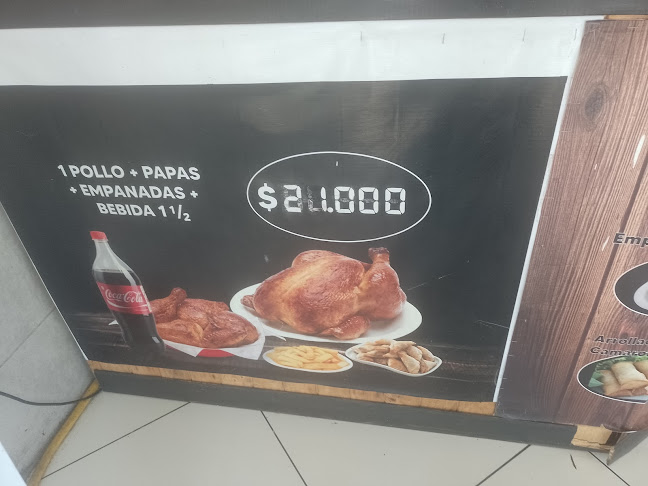 1 POLLO + PAPAS
+ EMPANADAS +
BEBIDA 1 1/2
$21.000
Coca-Cola